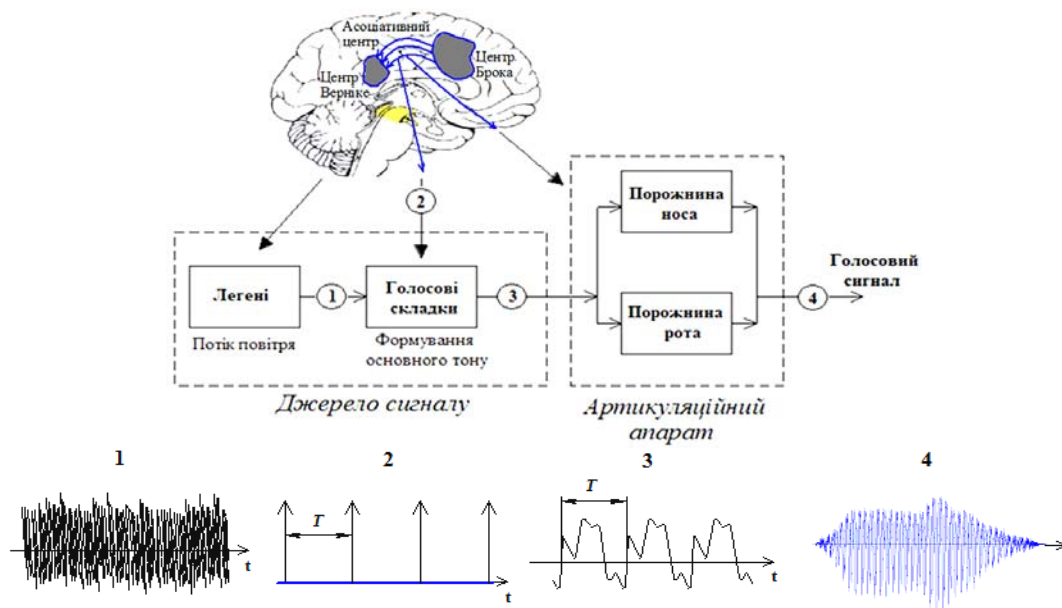 Асоціативний
центр
Центр
Брока
Центр
Верніке
2
Порожнина
носа
Голосовий
сигнал
Легені
1
Голосові
складки
3
4
Порожнина
рота
Потік повітря
Формування
основного тону
Джерело сигналу
Артикуляційний
апарат
1
2
3
4
T
T
t
t
t